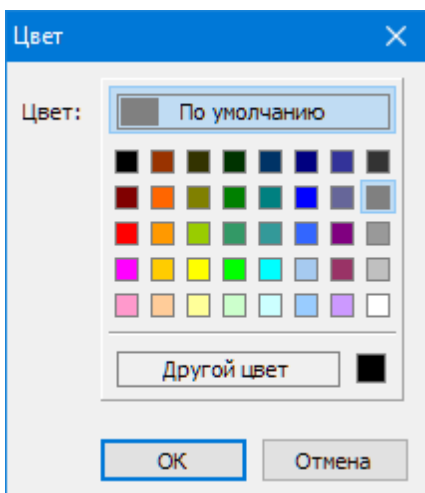 Цвет
Цвет:
По умолчанию
Другой цвет
ОК
Отмена